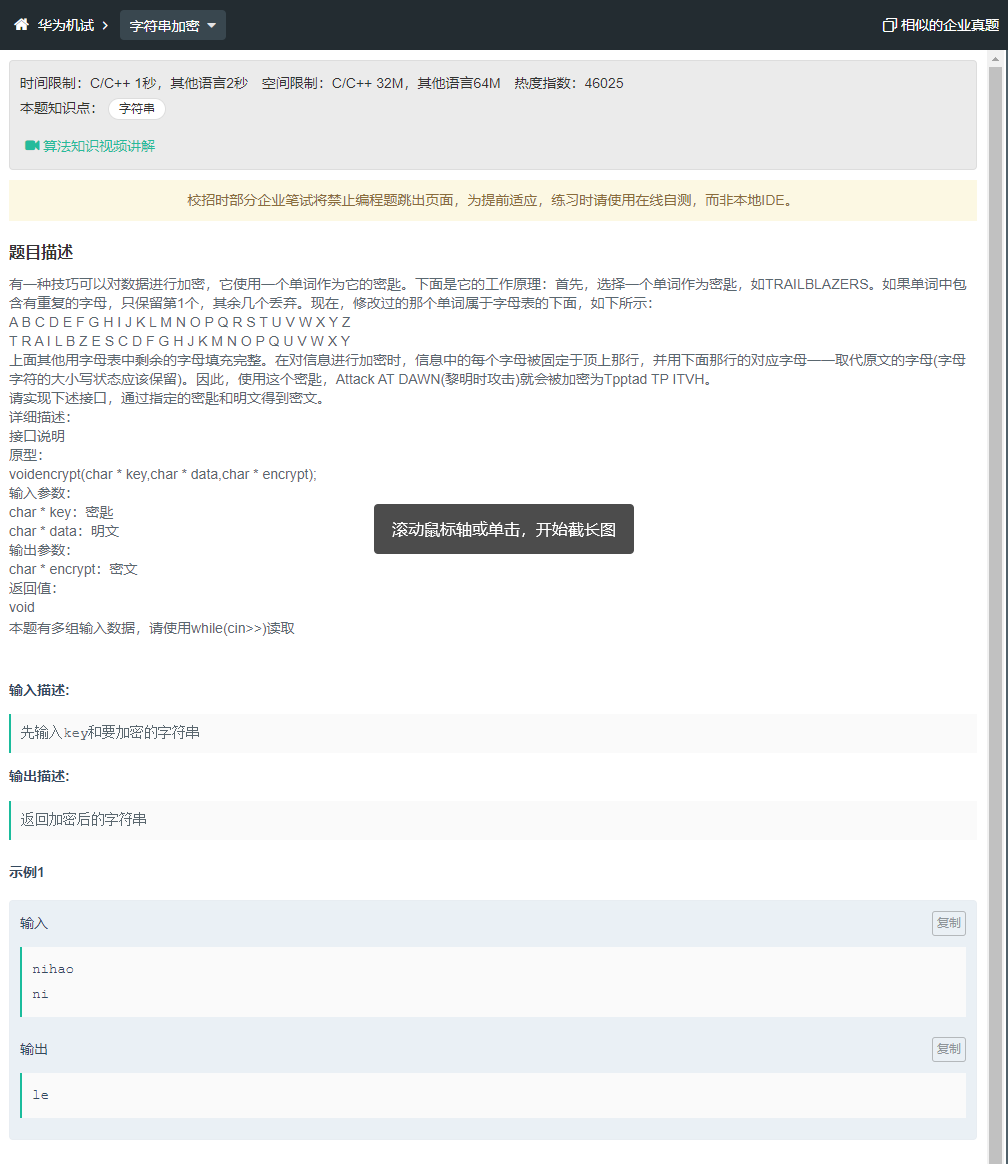 华为机试 字符串加密 相似的企业真题
时间限制：C/C++ 1秒，其他语言2秒 空间限制：C/C++ 32M，其他语言64M 热度指数：46025
本题知识点： 字符串
算法知识视频讲解
校招时部分企业笔试将禁止编程题跳出页面，为提前适应，练习时请使用在线自测，而非本地IDE。
题目描述
有一种技巧可以对数据进行加密，它使用一个单词作为它的密匙。下面是它的工作原理：首先，选择一个单词作为密匙，如TRAILBLAZERS。如果单词中包
含有重复的字母，只保留第1个，其余几个丢弃。现在，修改过的那个单词属于字母表的下面，如下所示：
A B C D E F G H I J K L M N O P Q R S T U V W X Y Z
T R A I L B Z E S C D F G H J K M N O P Q U V W X Y
上面其他用字母表中剩余的字母填充完整。在对信息进行加密时，信息中的每个字母被固定于顶上那行，并用下面那行的对应字母一一取代原文的字母(字母
字符的大小写状态应该保留)。因此，使用这个密匙，Attack AT DAWN(黎明时攻击)就会被加密为Tpptad TP ITVH。
请实现下述接口，通过指定的密匙和明文得到密文。
详细描述：
接口说明
原型：
voidencrypt(char * key,char * data,char * encrypt);
输入参数：
char * key：密匙
char * data：明文
滚动鼠标轴或单击，开始截长图
输出参数：
char * encrypt：密文
返回值：
void
本题有多组输入数据，请使用while(cin>>)读取
输入描述:
先输入key和要加密的字符串
输出描述:
返回加密后的字符串
示例1
输入 复制
nihao
ni
输出 复制
le